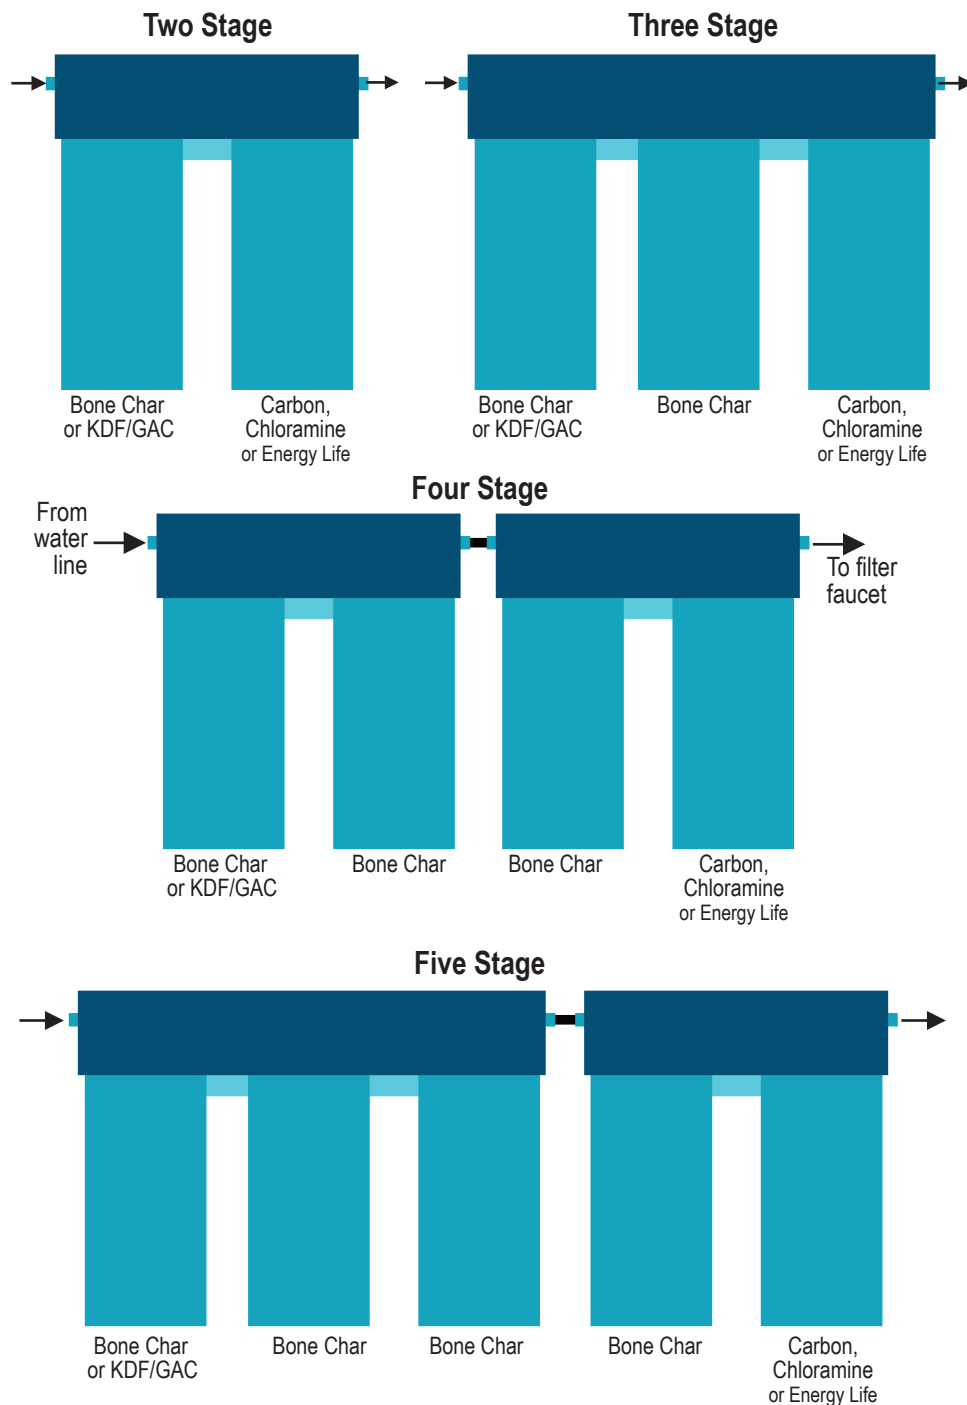 Two Stage
Three Stage
Bone Char
or KDF/GAC
Carbon,
Chloramine
or Energy Life
Bone Char
or KDF/GAC
Bone Char
Carbon,
Chloramine
or Energy Life
Four Stage
From
water
line
To filter
faucet
Bone Char
or KDF/GAC
Bone Char
Bone Char
Carbon,
Chloramine
or Energy Life
Five Stage
Bone Char
or KDF/GAC
Bone Char
Bone Char
Bone Char
Carbon,
Chloramine
or Energy Life